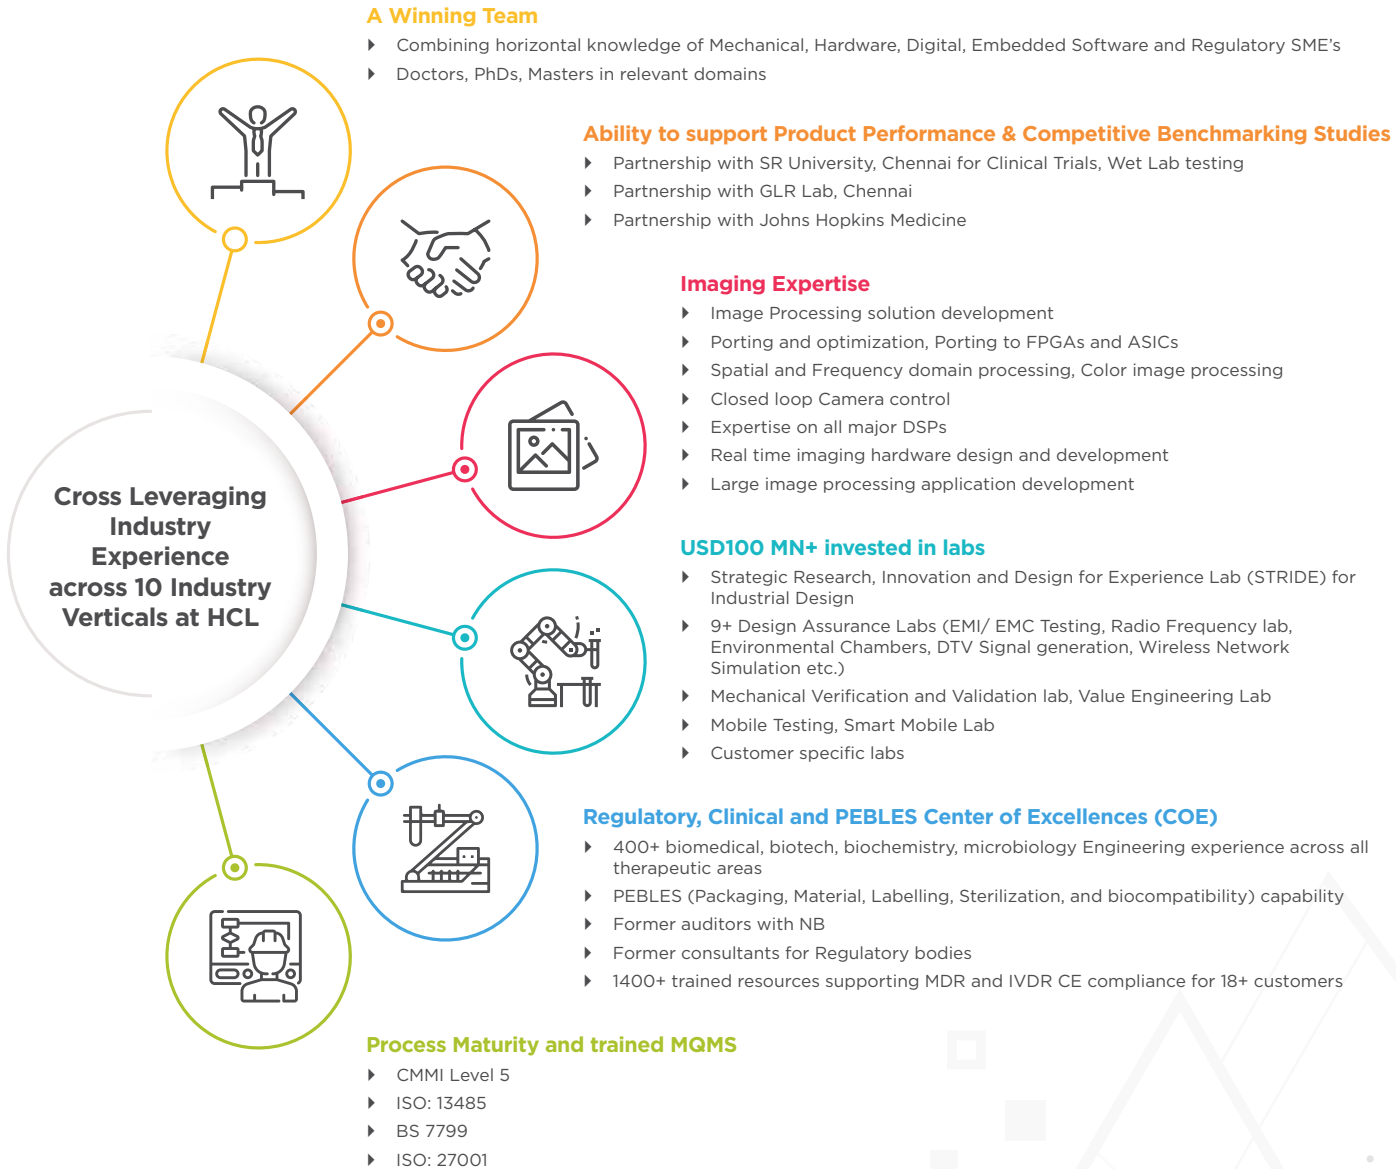 A Winning Team
Combining horizontal knowledge of Mechanical, Hardware, Digital, Embedded Software and Regulatory SME's
Doctors, PhDs, Masters in relevant domains
Ability to support Product Performance & Competitive Benchmarking Studies
Partnership with SR University, Chennai for Clinical Trials, Wet Lab testing
Partnership with GLR Lab, Chennai
Partnership with Johns Hopkins Medicine
Imaging Expertise
Image Processing solution development
Porting and optimization, Porting to FPGAs and ASICs
Spatial and Frequency domain processing, Color image processing
Closed loop Camera control
Expertise on all major DSPs
Real time imaging hardware design and development
Large image processing application development
Cross Leveraging
Industry
Experience
across 10 Industry
Verticals at HCL
USD100 MN+ invested in labs
Strategic Research, Innovation and Design for Experience Lab (STRIDE) for
Industrial Design
9+ Design Assurance Labs (EMI/ EMC Testing, Radio Frequency lab,
Environmental Chambers, DTV Signal generation, Wireless Network
Simulation etc.)
Mechanical Verification and Validation lab, Value Engineering Lab
Mobile Testing, Smart Mobile Lab
Customer specific labs
Regulatory, Clinical and PEBLES Center of Excellences (COE)
400+ biomedical, biotech, biochemistry, microbiology Engineering experience across all
therapeutic areas
PEBLES (Packaging, Material, Labelling, Sterilization, and biocompatibility) capability
Former auditors with NB
Former consultants for Regulatory bodies
1400+ trained resources supporting MDR and IVDR CE compliance for 18+ customers
Process Maturity and trained MQMS
CMMI Level 5
ISO: 13485
BS 7799
ISO: 27001